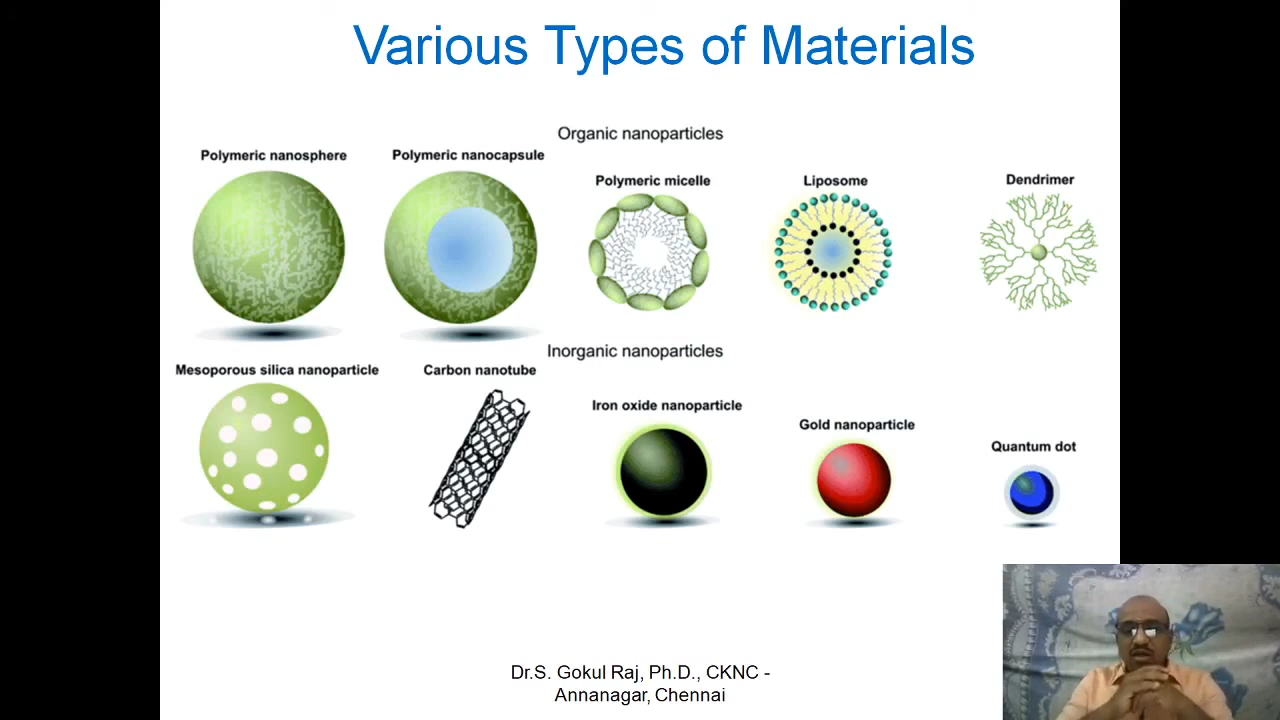 Various Types of Materials
Organic nanoparticles
Polymeric nanosphere
Polymeric nanocapsule
Polymeric micelle
Liposome
Dendrimer
Inorganic nanoparticles
Mesoporous silica nanoparticle
Carbon nanotube
Iron oxide nanoparticle
Gold nanoparticle
Quantum dot
Dr.S. Gokul Raj, Ph.D., CKNC -
Annanagar, Chennai